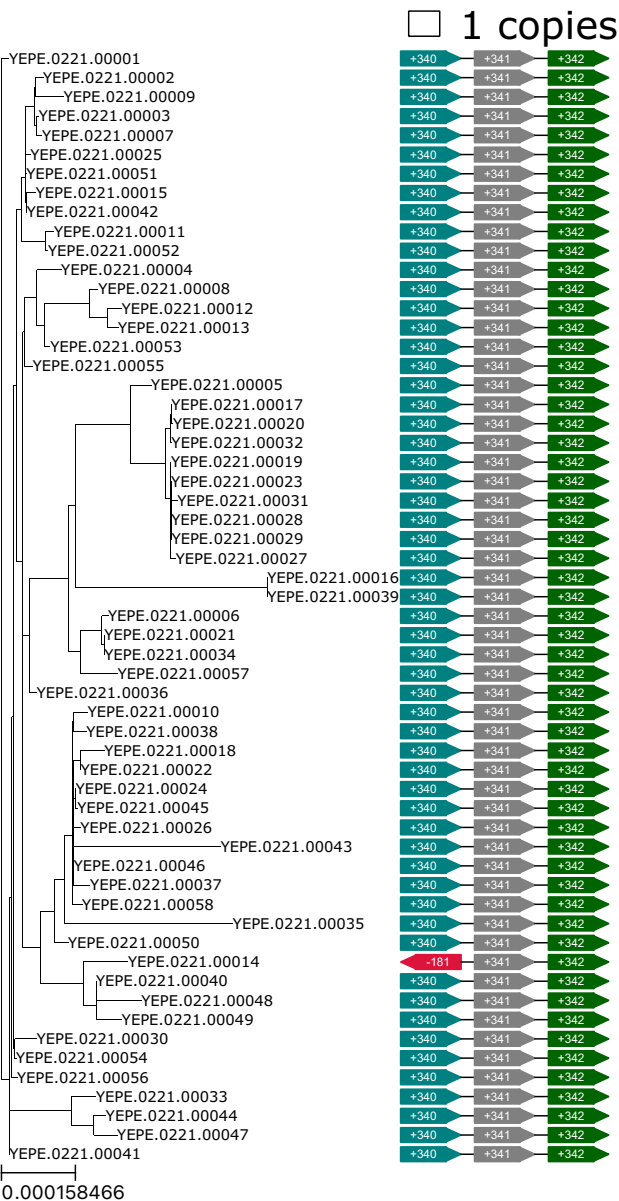 1 copies
YEPE.0221.00001 +340 +341 +342
YEPE.0221.00002 +340 +341 +342
YEPE.0221.00009 +340 +341 +342
YEPE.0221.00003 +340 +341 +342
YEPE.0221.00007 +340 +341 +342
YEPE.0221.00025 +340 +341 +342
YEPE.0221.00051 +340 +341 +342
YEPE.0221.00015 +340 +341 +342
YEPE.0221.00042 +340 +341 +342
YEPE.0221.00011 +340 +341 +342
YEPE.0221.00052 +340 +341 +342
YEPE.0221.00004 +340 +341 +342
YEPE.0221.00008 +340 +341 +342
YEPE.0221.00012 +340 +341 +342
YEPE.0221.00013 +340 +341 +342
YEPE.0221.00053 +340 +341 +342
YEPE.0221.00055 +340 +341 +342
YEPE.0221.00005 +340 +341 +342
YEPE.0221.00017 +340 +341 +342
YEPE.0221.00020 +340 +341 +342
YEPE.0221.00032 +340 +341 +342
YEPE.0221.00019 +340 +341 +342
YEPE.0221.00023 +340 +341 +342
YEPE.0221.00031 +340 +341 +342
YEPE.0221.00028 +340 +341 +342
YEPE.0221.00029 +340 +341 +342
YEPE.0221.00027 +340 +341 +342
YEPE.0221.00016 +340 +341 +342
YEPE.0221.00039 +340 +341 +342
YEPE.0221.00006 +340 +341 +342
YEPE.0221.00021 +340 +341 +342
YEPE.0221.00034 +340 +341 +342
YEPE.0221.00057 +340 +341 +342
YEPE.0221.00036 +340 +341 +342
YEPE.0221.00010 +340 +341 +342
YEPE.0221.00038 +340 +341 +342
YEPE.0221.00018 +340 +341 +342
YEPE.0221.00022 +340 +341 +342
YEPE.0221.00024 +340 +341 +342
YEPE.0221.00045 +340 +341 +342
YEPE.0221.00026 +340 +341 +342
YEPE.0221.00043 +340 +341 +342
YEPE.0221.00046 +340 +341 +342
YEPE.0221.00037 +340 +341 +342
YEPE.0221.00058 +340 +341 +342
YEPE.0221.00035 +340 +341 +342
YEPE.0221.00050 +340 +341 +342
YEPE.0221.00014 -181 +341 +342
YEPE.0221.00040 +340 +341 +342
YEPE.0221.00048 +340 +341 +342
YEPE.0221.00049 +340 +341 +342
YEPE.0221.00030 +340 +341 +342
YEPE.0221.00054 +340 +341 +342
YEPE.0221.00056 +340 +341 +342
YEPE.0221.00033 +340 +341 +342
YEPE.0221.00044 +340 +341 +342
YEPE.0221.00047 +340 +341 +342
YEPE.0221.00041 +340 +341 +342
0.000158466